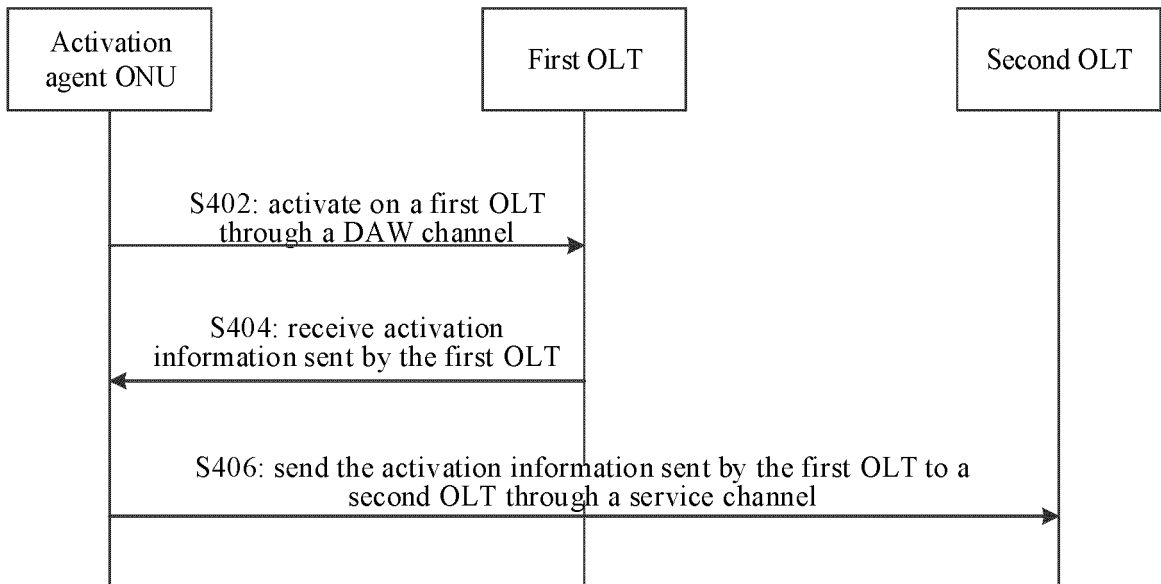 Activation
agent ONU
First OLT
Second OLT
S402: activate on a first OLT
through a DAW channel
S404: receive activation
information sent by the first OLT
S406: send the activation information sent by the first OLT to a
second OLT through a service channel